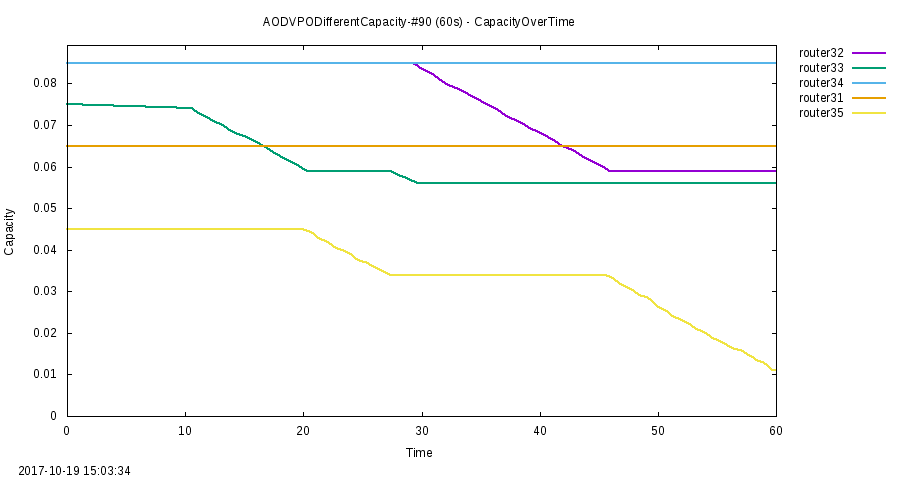 AODVPODifferentCapacity-#90 (60s) - CapacityOverTime
router32
router33
router34
router31
router35
0.08
0.07
0.06
0.05
0.04
0.03
0.02
0.01
0
Capacity
0 10 20 30 40 50 60
Time
2017-10-19 15:03:34